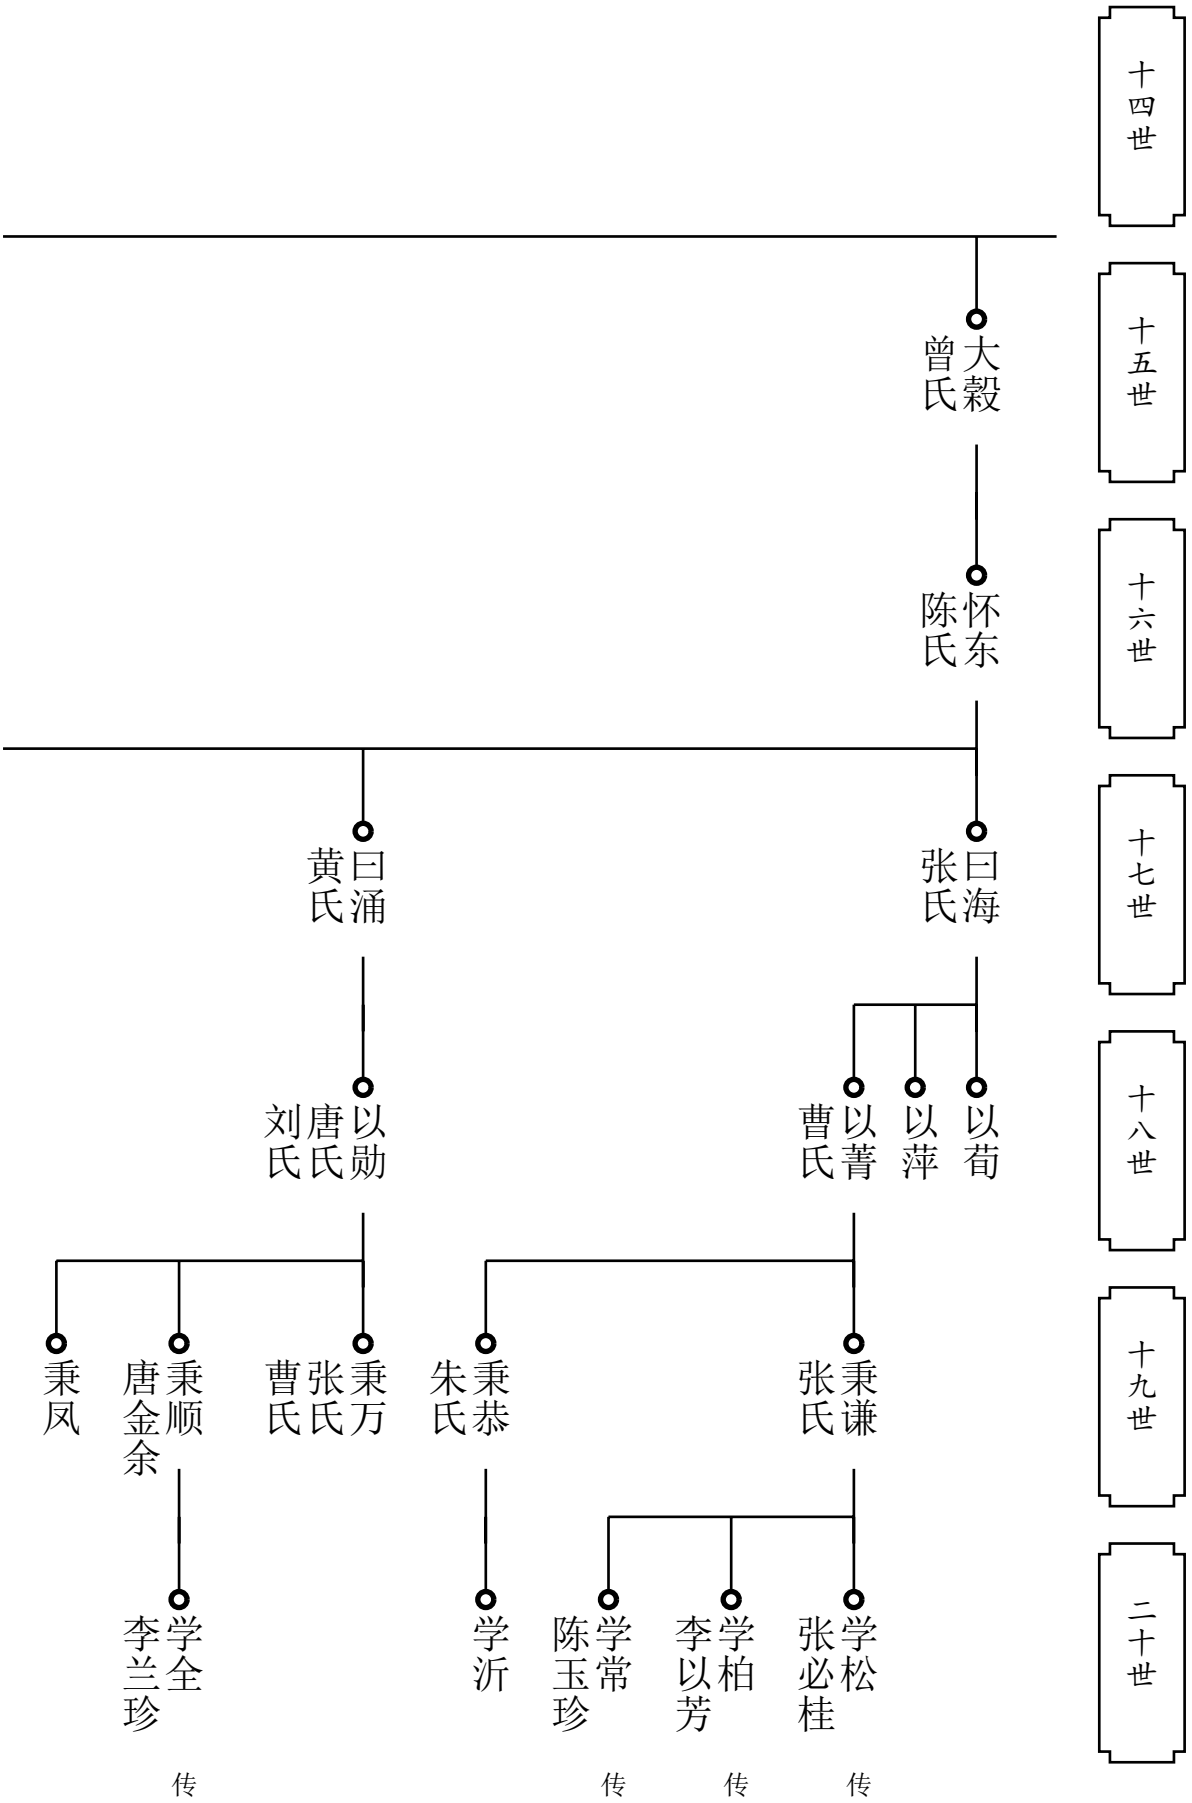 十四世
十五世
大穀
曾氏
十六世
怀东
陈氏
十七世
曰海
张氏
曰涌
黄氏
十八世
以荀
以萍
以菁
曹氏
以勋
唐氏
刘氏
十九世
秉谦
张氏
秉恭
朱氏
秉万
张氏
曹氏
秉顺
唐金余
秉凤
二十世
学松
张必桂
学柏
李以芳
学常
陈玉珍
学沂
学全
李兰珍
传
传
传
传